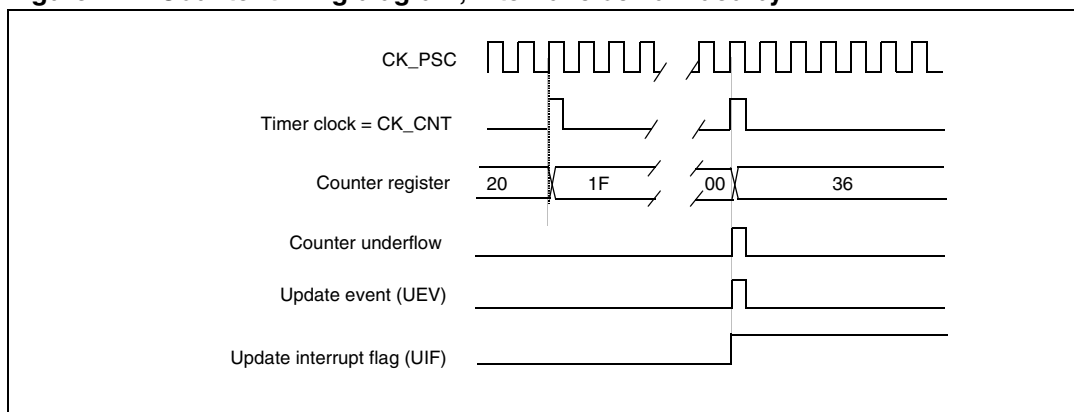 CK_PSC
Timer clock = CK_CNT
Counter register
20
1F
00
36
Counter underflow
Update event (UEV)
Update interrupt flag (UIF)